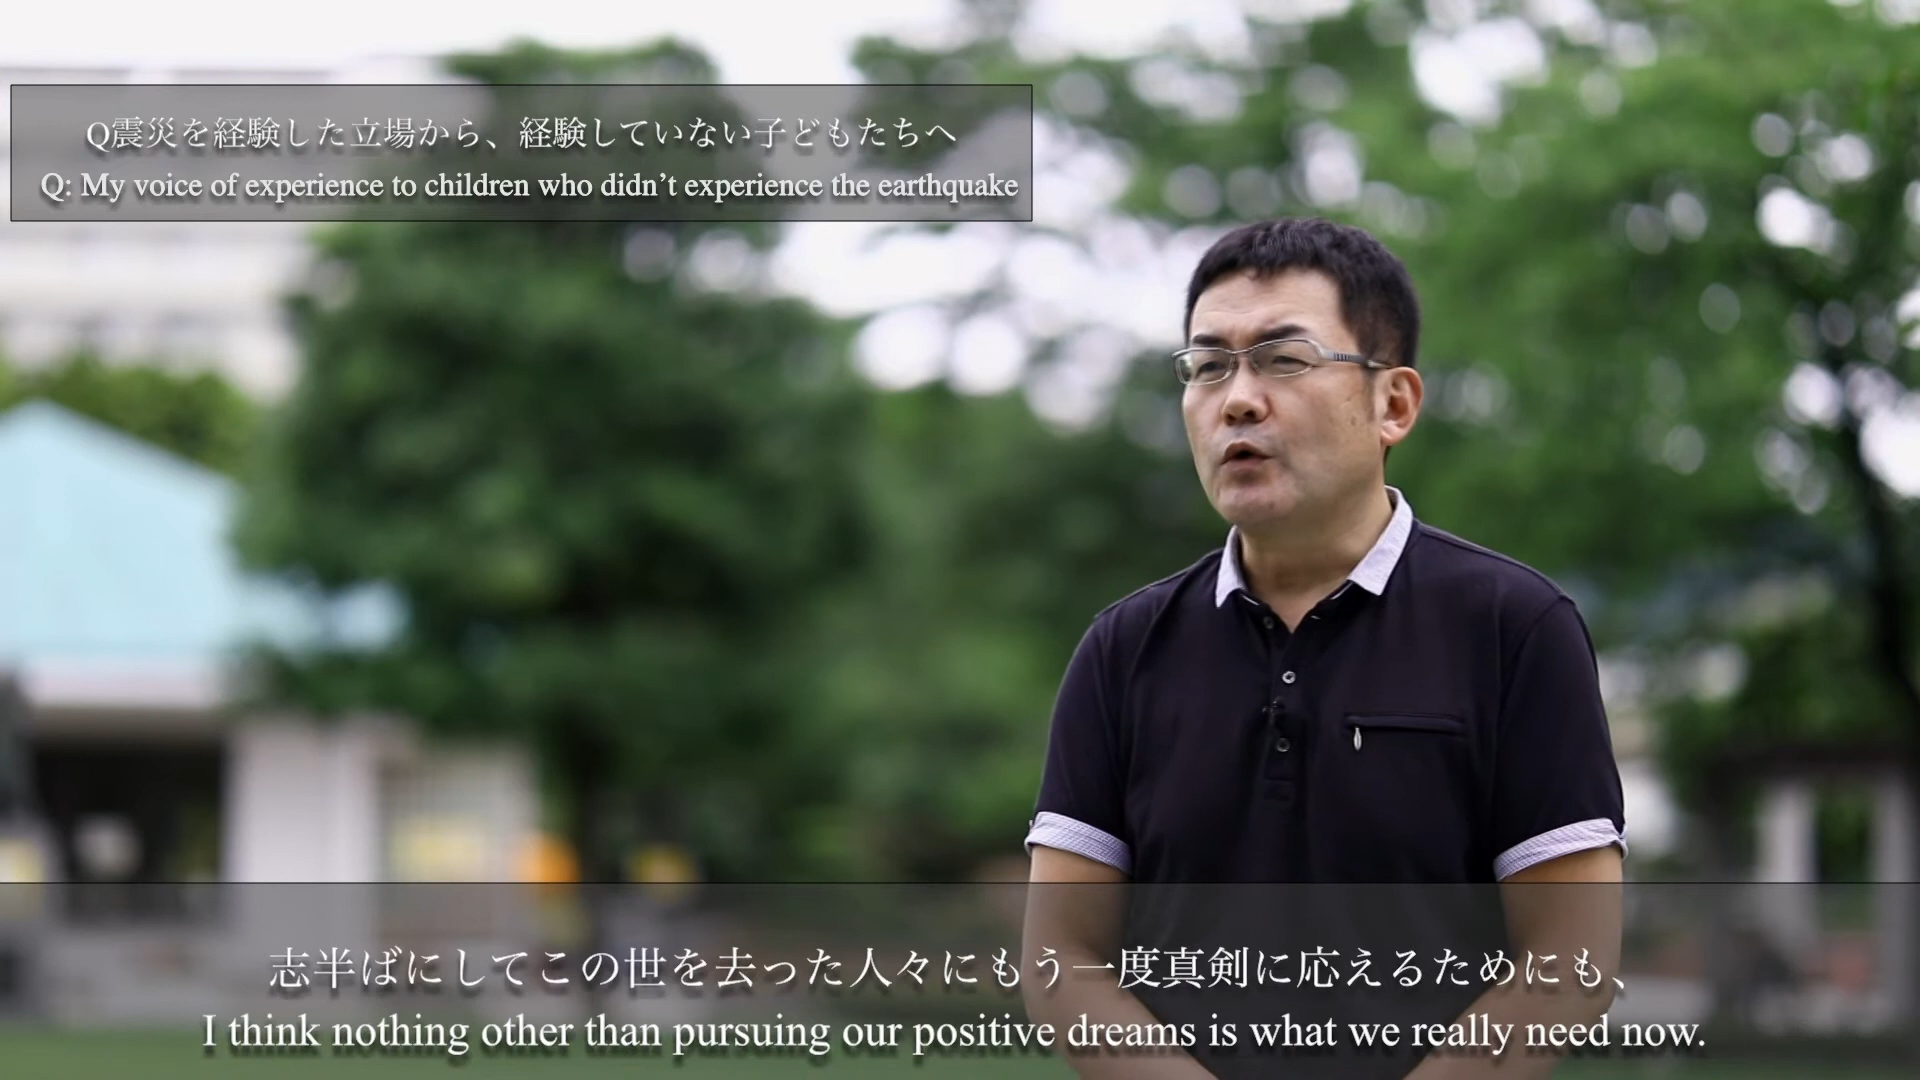 Q震災を経験した立場から、経験していない子どもたちへ
Q: My voice of experience to children who didn’t experience the earthquake
志半ばにしてこの世を去った人々にもう一度真剣に応えるためにも、
I think nothing other than pursuing our positive dreams is what we really need now.